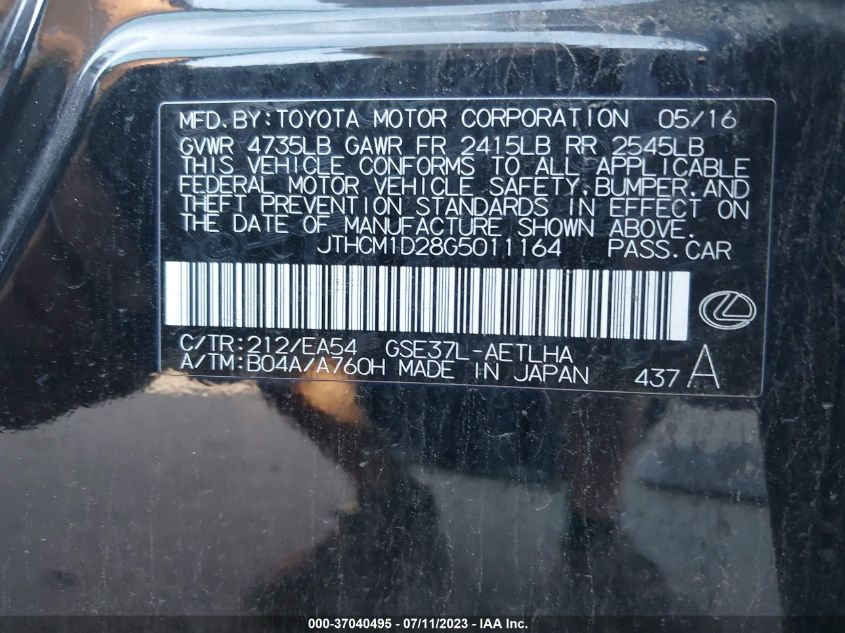 MFD.BY:TOYOTA MOTOR CORPORATION 05/16
GVWR 4735LB GAWR FR 2415LB RR 2545LB
THIS VEHICLE CONFORMS TO ALL APPLICABLE
FEDERAL MOTOR VEHICLE SAFETY,BUMPER,AND
THEFT PREVENTION STANDARDS IN EFFECT ON
THE DATE OF MANUFACTURE SHOWN ABOVE.
JTHCM1D28G5011164 PASS.CAR
C/TR:212/EA54 GSE37L-AETLHA
A/TM:B04A/A760H MADE IN JAPAN 437 A
000-37040495 - 07/11/2023 - IAA Inc.